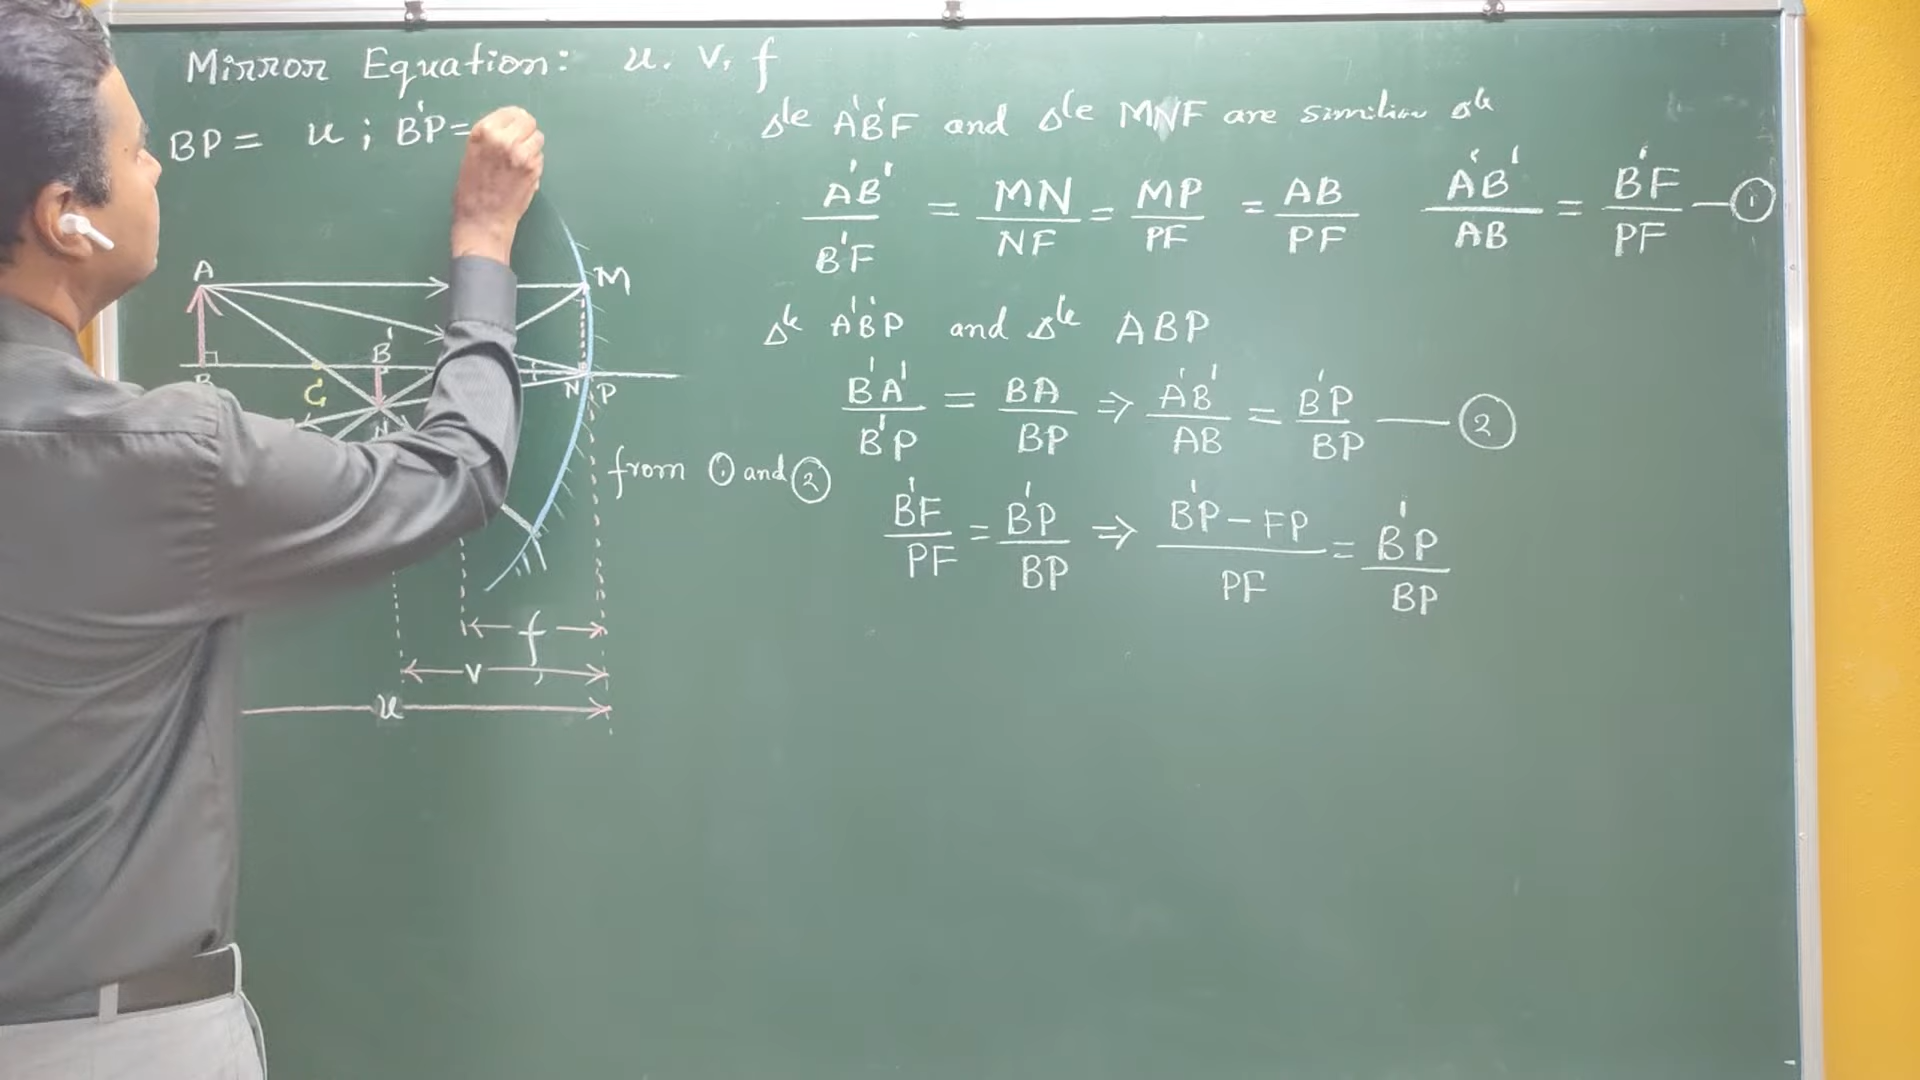 Mirror Equation: u. v, f
BP = u ; B'P =
Δle A'B'F and Δle MNF are similiar Δle
A'B'/B'F = MN/NF = MP/PF = AB/PF A'B'/AB = B'F/PF — ①
Δle A'B'P and Δle ABP
B'A'/B'P = BA/BP ⇒ A'B'/AB = B'P/BP — ②
from ① and ②
B'F/PF = B'P/BP ⇒ B'P – FP/PF = B'P/BP
A
M
B'
C
N
P
f
v
u